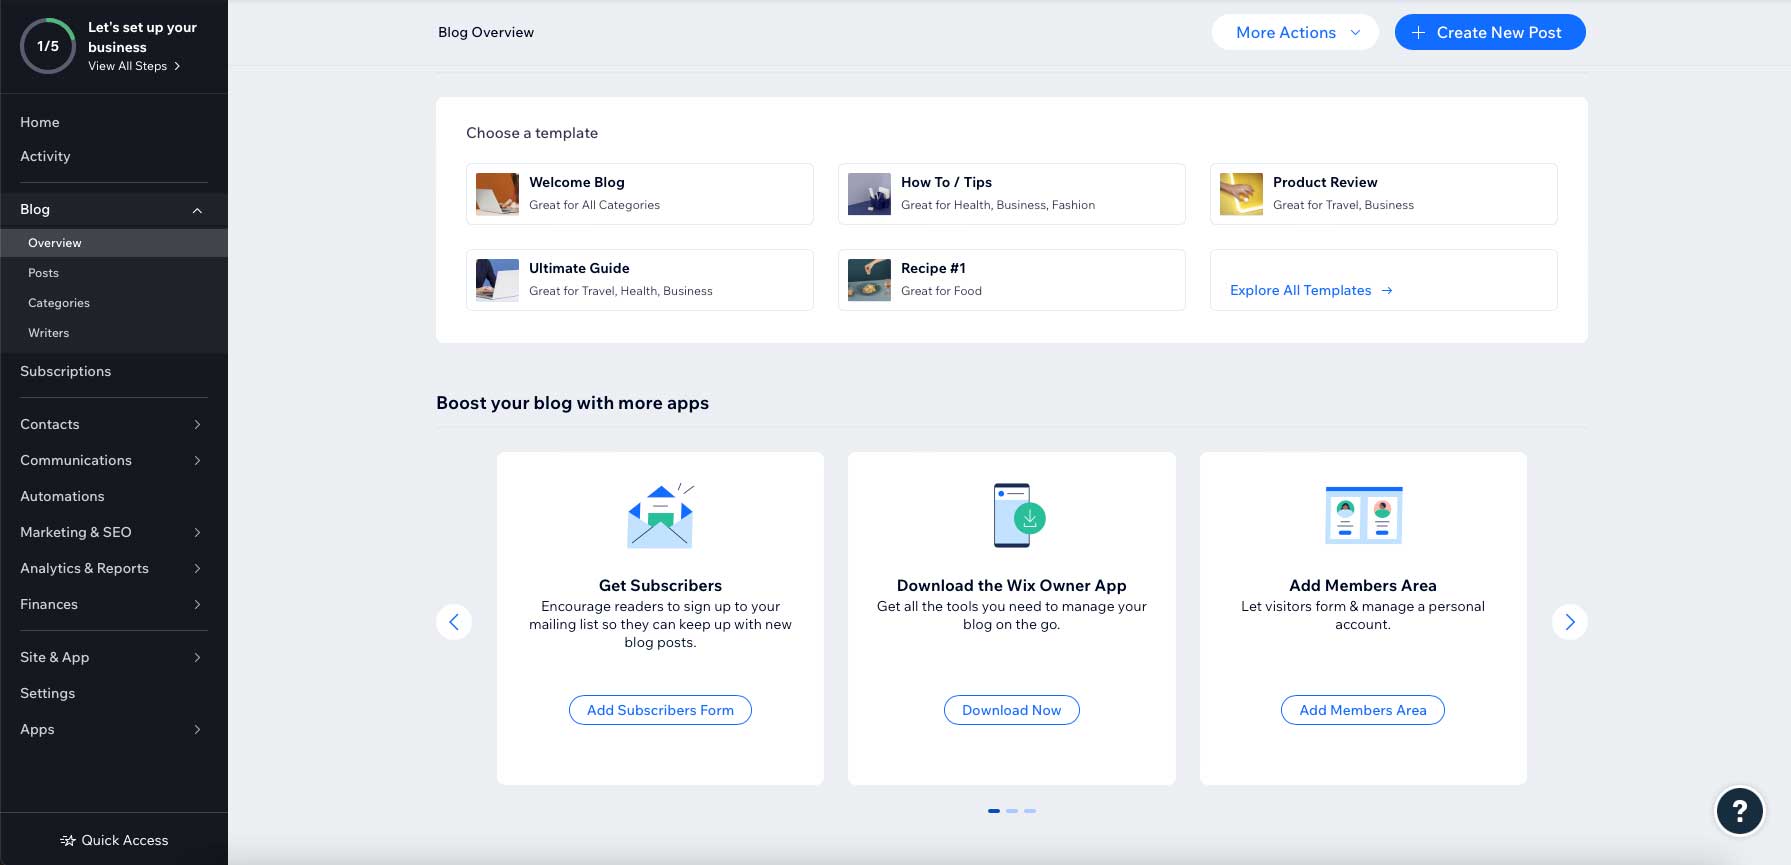 1/5
Let's set up your
business
View All Steps
Home
Activity
Blog
Overview
Posts
Categories
Writers
Subscriptions
Contacts
Communications
Automations
Marketing & SEO
Analytics & Reports
Finances
Site & App
Settings
Apps
Quick Access
Blog Overview
More Actions
+ Create New Post
Choose a template
Welcome Blog
Great for All Categories
How To / Tips
Great for Health, Business, Fashion
Product Review
Great for Travel, Business
Ultimate Guide
Great for Travel, Health, Business
Recipe #1
Great for Food
Explore All Templates →
Boost your blog with more apps
Get Subscribers
Encourage readers to sign up to your
mailing list so they can keep up with new
blog posts.
Add Subscribers Form
Download the Wix Owner App
Get all the tools you need to manage your
blog on the go.
Download Now
Add Members Area
Let visitors form & manage a personal
account.
Add Members Area
?